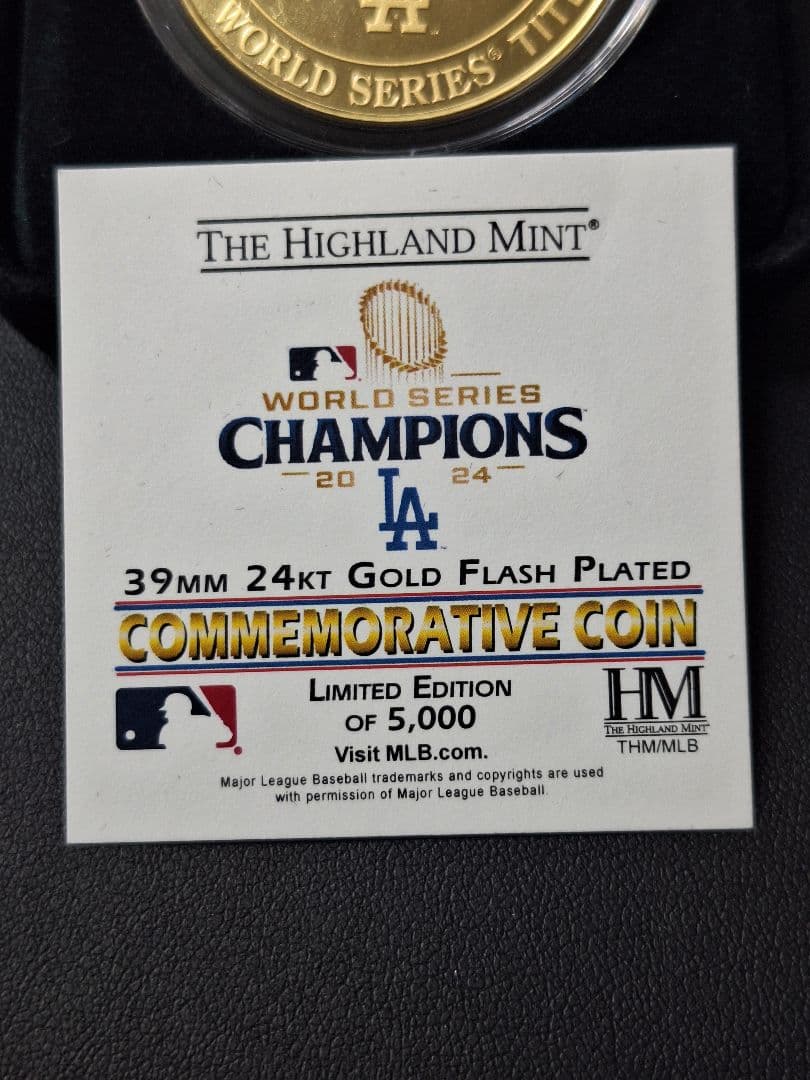 LA
WORLD SERIES®
THE HIGHLAND MINT®
WORLD SERIES
CHAMPIONS™
20 24
LA
39MM 24KT GOLD FLASH PLATED
COMMEMORATIVE COIN
LIMITED EDITION
OF 5,000
Visit MLB.com.
Major League Baseball trademarks and copyrights are used
with permission of Major League Baseball.
HM
THE HIGHLAND MINT®
THM/MLB